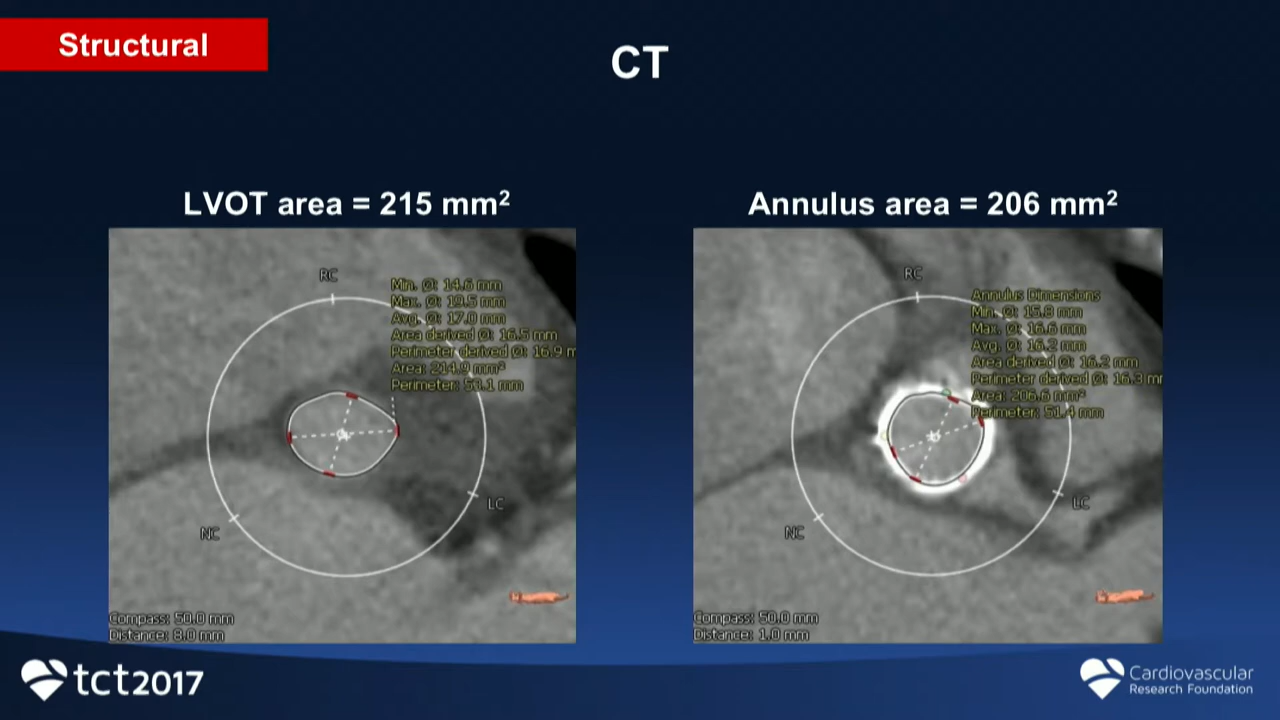 Structural
CT
LVOT area = 215 mm²
Annulus area = 206 mm²
RC
Min. Ø: 14.6 mm
Max. Ø: 19.5 mm
Avg. Ø: 17.0 mm
Area derived Ø: 16.5 mm
Perimeter derived Ø: 16.9 m
Area: 214.9 mm²
Perimeter: 53.1 mm
LC
NC
Compass: 50.0 mm
Distance: 8.0 mm
RC
Annulus Dimensions
Min. Ø: 15.8 mm
Max. Ø: 16.6 mm
Avg. Ø: 16.2 mm
Area derived Ø: 16.2 mm
Perimeter derived Ø: 16.3 mr
Area: 206.6 mm²
Perimeter: 51.4 mm
LC
NC
Compass: 50.0 mm
Distance: 1.0 mm
tct2017
Cardiovascular
Research Foundation